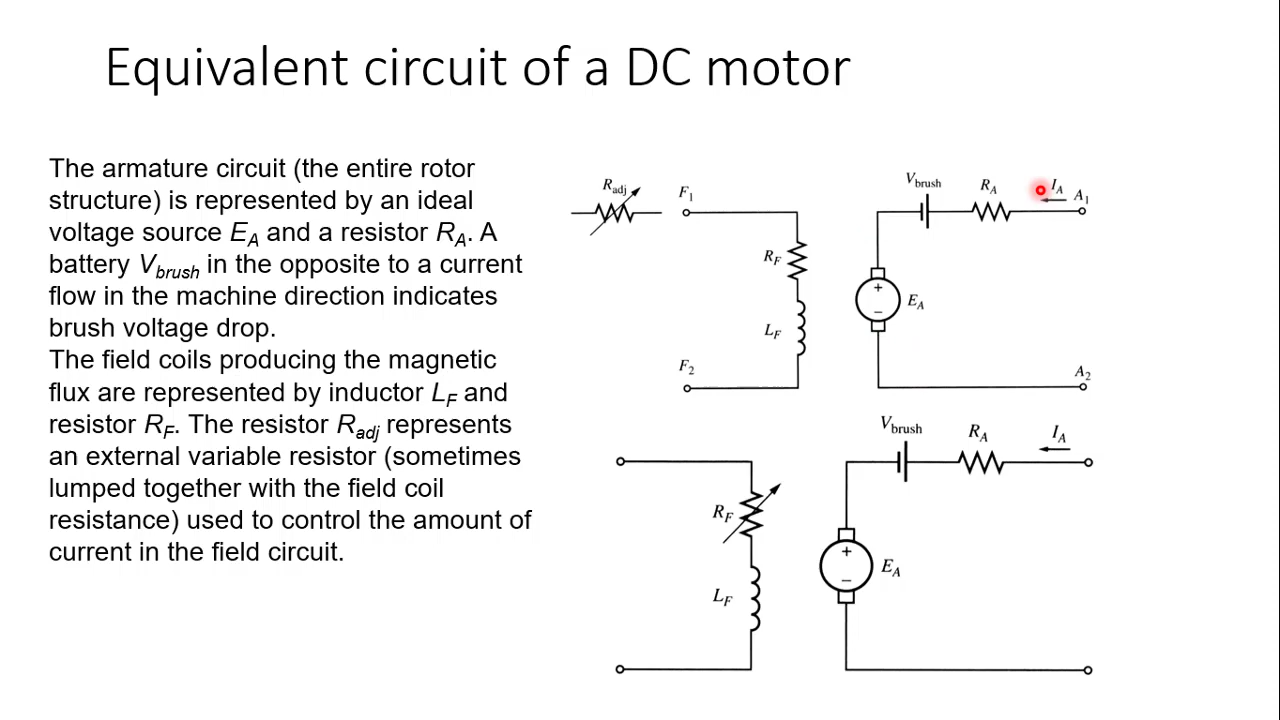 Equivalent circuit of a DC motor
The armature circuit (the entire rotor
structure) is represented by an ideal
voltage source EA and a resistor RA. A
battery Vbrush in the opposite to a current
flow in the machine direction indicates
brush voltage drop.
The field coils producing the magnetic
flux are represented by inductor LF and
resistor RF. The resistor Radj represents
an external variable resistor (sometimes
lumped together with the field coil
resistance) used to control the amount of
current in the field circuit.
Radj
F1
RF
LF
F2
Vbrush
RA
IA
A1
+
−
EA
A2
RF
LF
Vbrush
RA
IA
+
−
EA